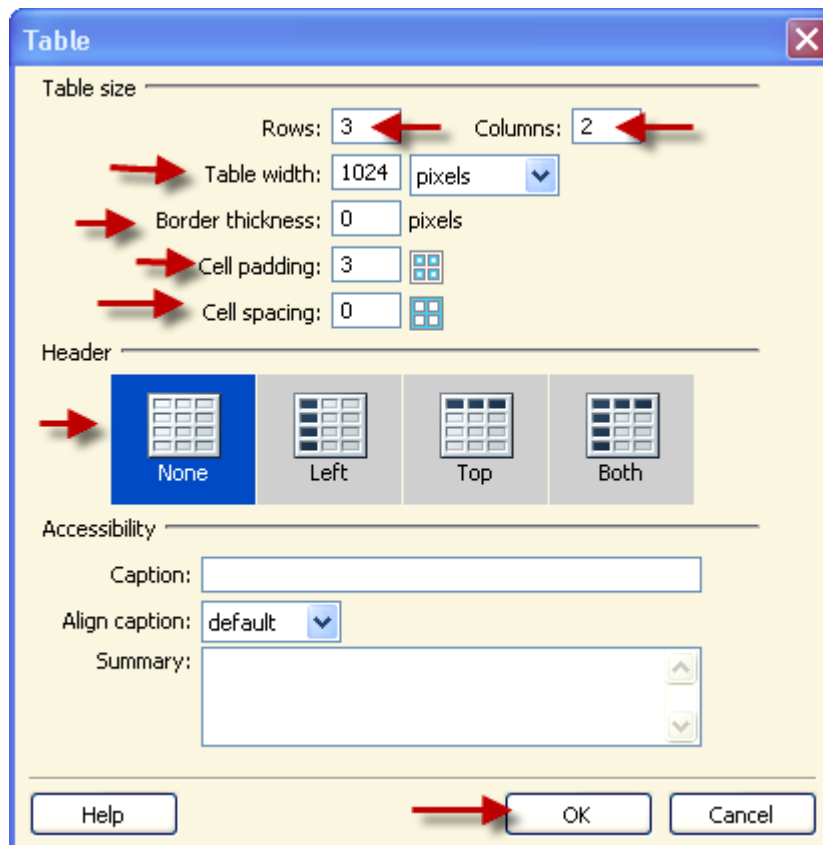 Table
Table size
Rows: 3 Columns: 2
Table width: 1024 pixels
Border thickness: 0 pixels
Cell padding: 3
Cell spacing: 0
Header
None Left Top Both
Accessibility
Caption:
Align caption: default
Summary:
Help OK Cancel